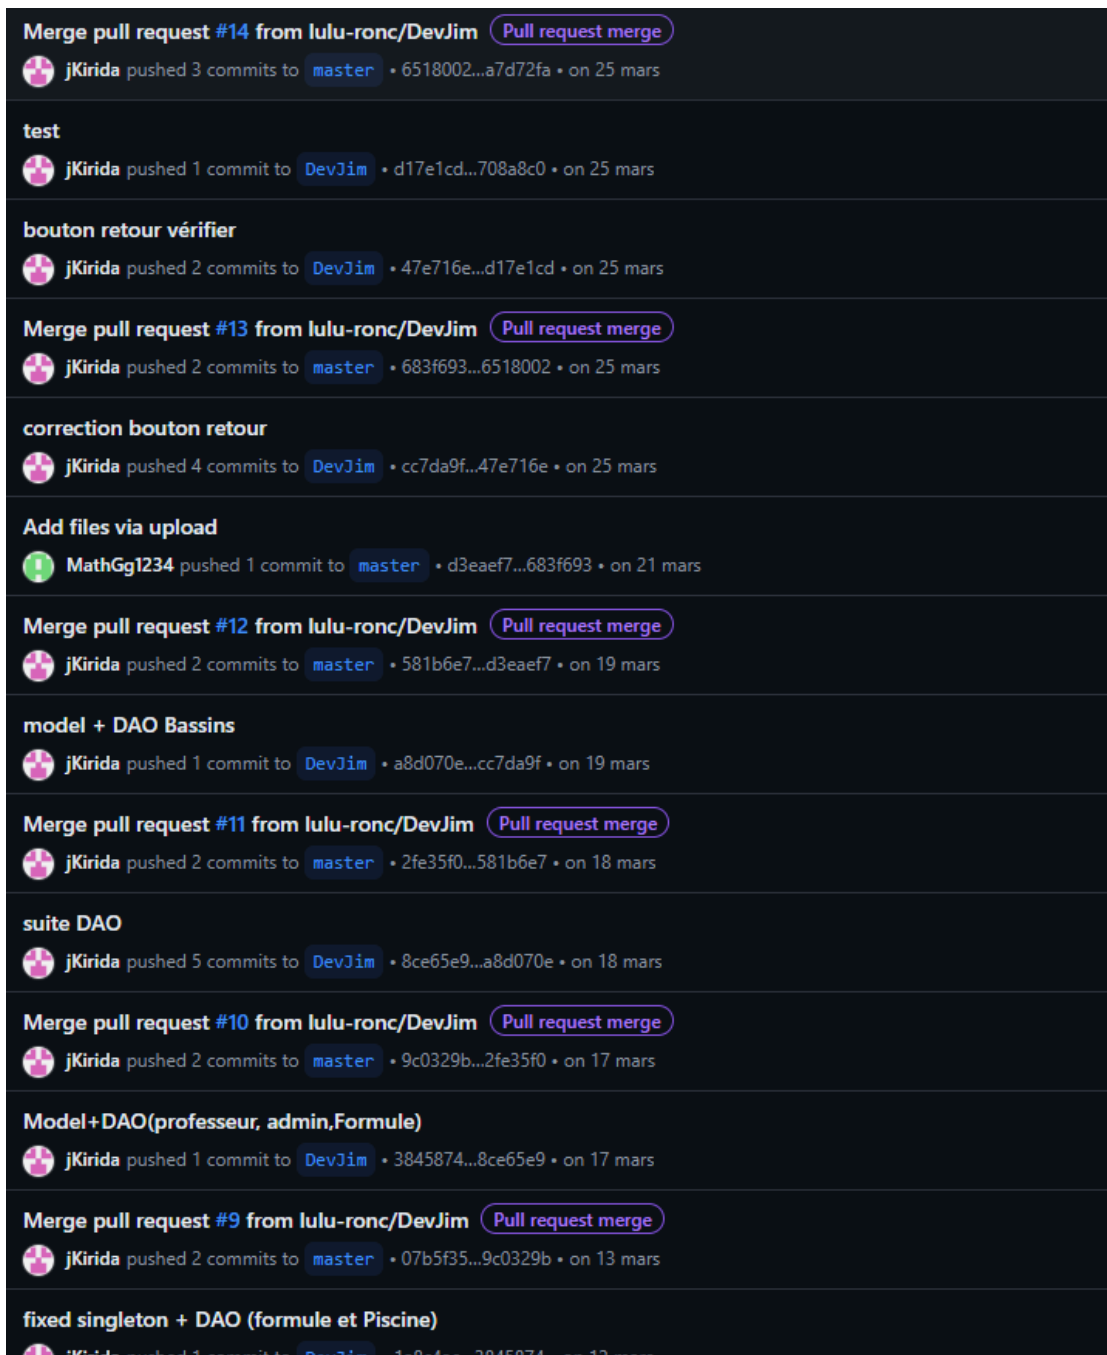 Merge pull request #14 from lulu-ronc/DevJim Pull request merge
jKirida pushed 3 commits to master • 6518002...a7d72fa • on 25 mars
test
jKirida pushed 1 commit to DevJim • d17e1cd...708a8c0 • on 25 mars
bouton retour vérifier
jKirida pushed 2 commits to DevJim • 47e716e...d17e1cd • on 25 mars
Merge pull request #13 from lulu-ronc/DevJim Pull request merge
jKirida pushed 2 commits to master • 683f693...6518002 • on 25 mars
correction bouton retour
jKirida pushed 4 commits to DevJim • cc7da9f...47e716e • on 25 mars
Add files via upload
MathGg1234 pushed 1 commit to master • d3eaef7...683f693 • on 21 mars
Merge pull request #12 from lulu-ronc/DevJim Pull request merge
jKirida pushed 2 commits to master • 581b6e7...d3eaef7 • on 19 mars
model + DAO Bassins
jKirida pushed 1 commit to DevJim • a8d070e...cc7da9f • on 19 mars
Merge pull request #11 from lulu-ronc/DevJim Pull request merge
jKirida pushed 2 commits to master • 2fe35f0...581b6e7 • on 18 mars
suite DAO
jKirida pushed 5 commits to DevJim • 8ce65e9...a8d070e • on 18 mars
Merge pull request #10 from lulu-ronc/DevJim Pull request merge
jKirida pushed 2 commits to master • 9c0329b...2fe35f0 • on 17 mars
Model+DAO(professeur, admin,Formule)
jKirida pushed 1 commit to DevJim • 3845874...8ce65e9 • on 17 mars
Merge pull request #9 from lulu-ronc/DevJim Pull request merge
jKirida pushed 2 commits to master • 07b5f35...9c0329b • on 13 mars
fixed singleton + DAO (formule et Piscine)
jKirida pushed 1 commit to DevJim